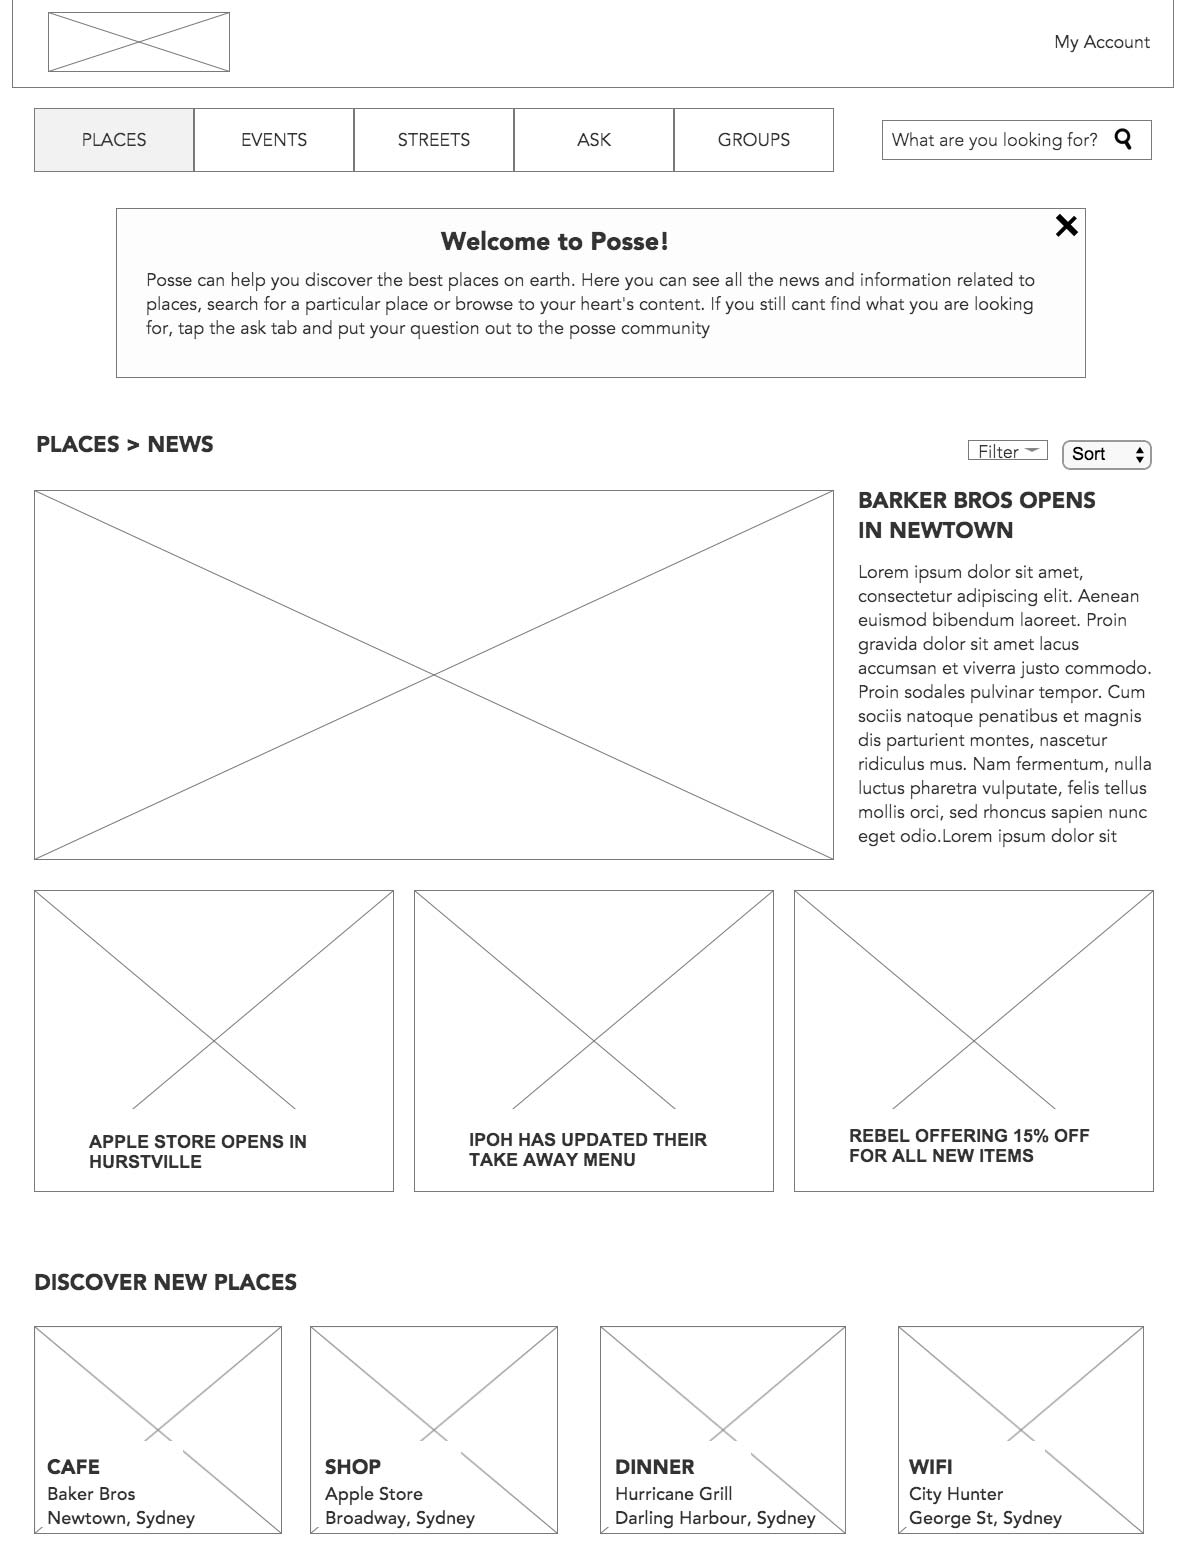 My Account
PLACES
EVENTS
STREETS
ASK
GROUPS
What are you looking for?
Welcome to Posse!
Posse can help you discover the best places on earth. Here you can see all the news and information related to
places, search for a particular place or browse to your heart's content. If you still cant find what you are looking
for, tap the ask tab and put your question out to the posse community
PLACES > NEWS
Filter
Sort
BARKER BROS OPENS
IN NEWTOWN
Lorem ipsum dolor sit amet,
consectetur adipiscing elit. Aenean
euismod bibendum laoreet. Proin
gravida dolor sit amet lacus
accumsan et viverra justo commodo.
Proin sodales pulvinar tempor. Cum
sociis natoque penatibus et magnis
dis parturient montes, nascetur
ridiculus mus. Nam fermentum, nulla
luctus pharetra vulputate, felis tellus
mollis orci, sed rhoncus sapien nunc
eget odio.Lorem ipsum dolor sit
APPLE STORE OPENS IN
HURSTVILLE
IPOH HAS UPDATED THEIR
TAKE AWAY MENU
REBEL OFFERING 15% OFF
FOR ALL NEW ITEMS
DISCOVER NEW PLACES
CAFE
Baker Bros
Newtown, Sydney
SHOP
Apple Store
Broadway, Sydney
DINNER
Hurricane Grill
Darling Harbour, Sydney
WIFI
City Hunter
George St, Sydney